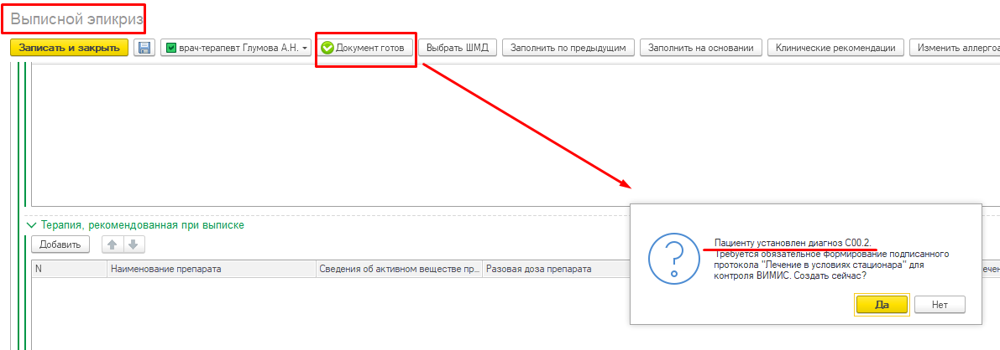 Выписной эпикриз
Записать и закрыть врач-терапевт Глумова А.Н. Документ готов Выбрать ШМД Заполнить по предыдущим Заполнить на основании Клинические рекомендации Изменить аллергоа
Терапия, рекомендованная при выписке
Добавить
N Наименование препарата Сведения об активном веществе пр... Разовая доза препарата
Пациенту установлен диагноз C00.2.
Требуется обязательное формирование подписанного
протокола "Лечение в условиях стационара" для
контроля ВИМИС. Создать сейчас?
Да Нет